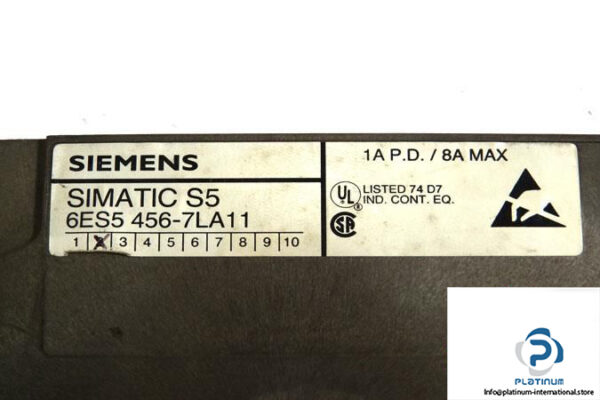 SIEMENS
SIMATIC S5
6ES5 456-7LA11
1 2 3 4 5 6 7 8 9 10
1A P.D. / 8A MAX
UL ®
LISTED 74 D7
IND. CONT. EQ.
SA
PLATINUM
Info@platinum-international.store